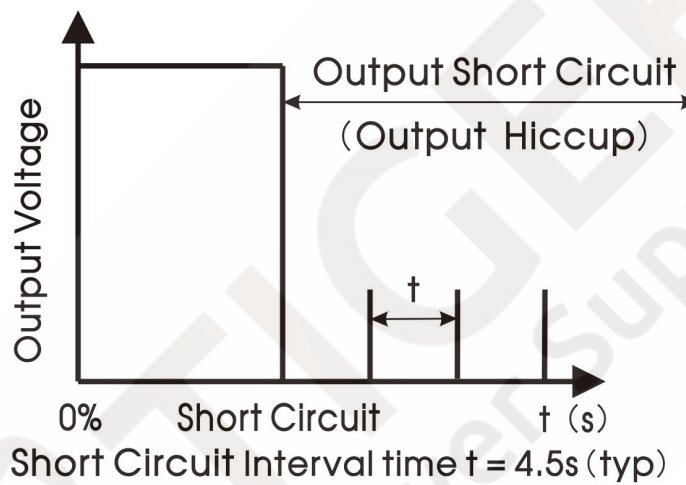 Output Short Circuit
（Output Hiccup）
Output Voltage
t
0%
Short Circuit
t（s）
Short Circuit Interval time t = 4.5s（typ）